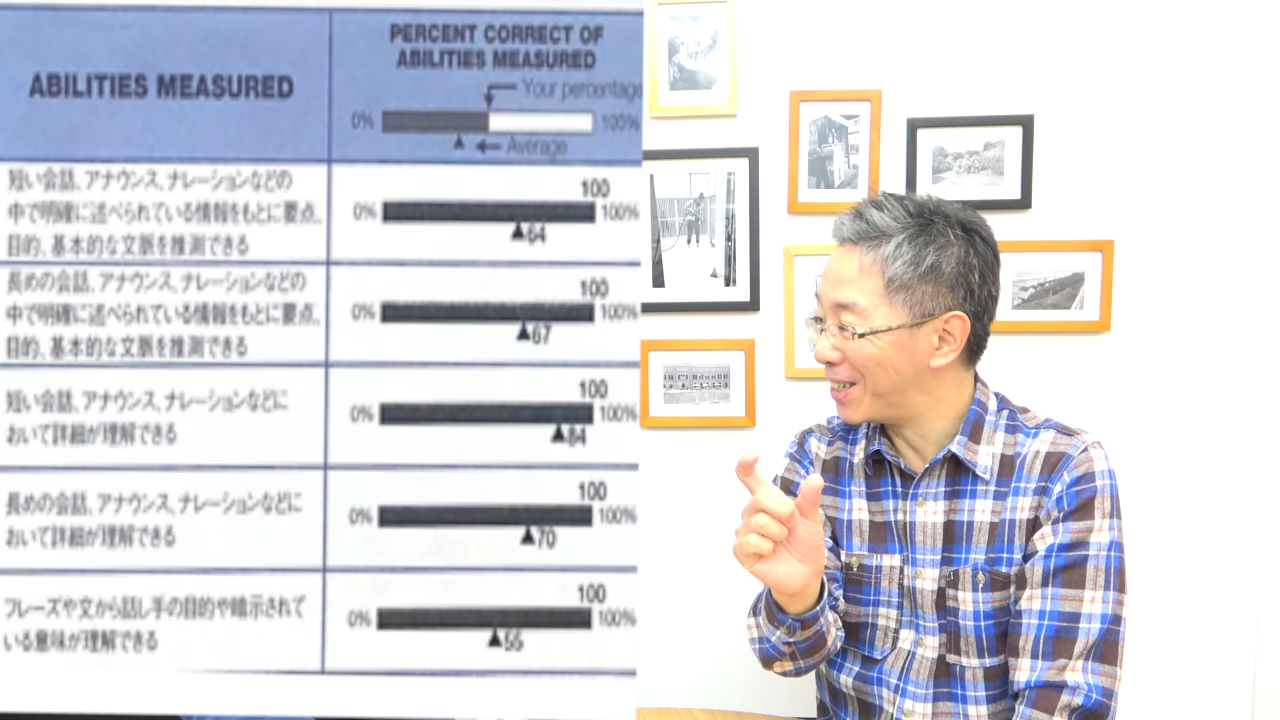 ABILITIES MEASURED
PERCENT CORRECT OF
ABILITIES MEASURED
Your percentage
0% 100%
Average
短い会話、アナウンス、ナレーションなどの
中で明確に述べられている情報をもとに要点、
目的、基本的な文脈を推測できる
100
0% 100%
64
長めの会話、アナウンス、ナレーションなどの
中で明確に述べられている情報をもとに要点、
目的、基本的な文脈を推測できる
100
0% 100%
67
短い会話、アナウンス、ナレーションなどに
おいて詳細が理解できる
100
0% 100%
84
長めの会話、アナウンス、ナレーションなどに
おいて詳細が理解できる
100
0% 100%
70
フレーズや文から話し手の目的や暗示されて
いる意味が理解できる
100
0% 100%
55